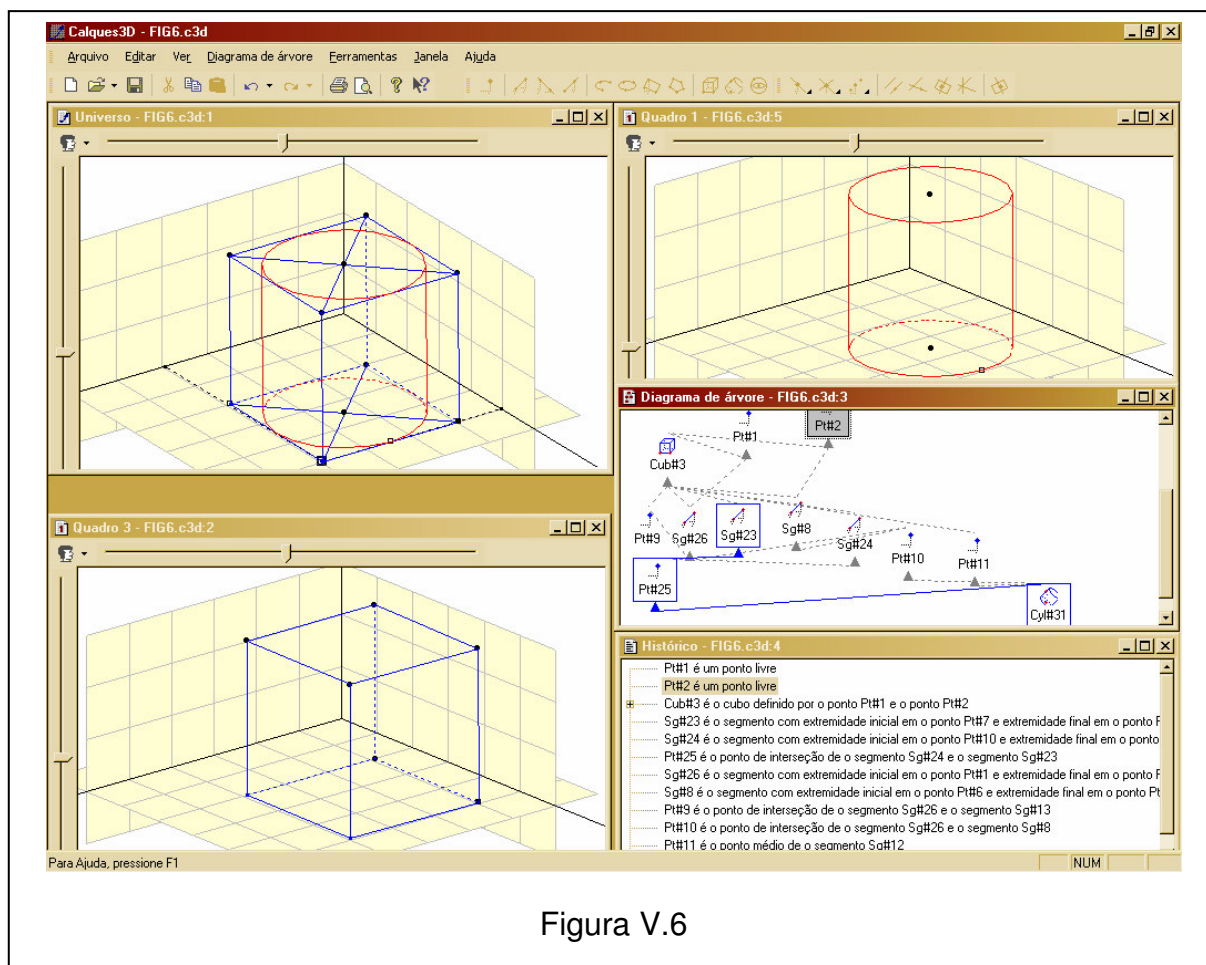 Calques3D - FIG6.c3d
Arquivo Editar Ver Diagrama de árvore Ferramentas Janela Ajuda
Universo - FIG6.c3d:1
Quadro 1 - FIG6.c3d:5
Diagrama de árvore - FIG6.c3d:3
Pt#1
Pt#2
Cub#3
Pt#9 Sg#26 Sg#23 Sg#8 Sg#24
Pt#10 Pt#11
Pt#25
Cyl#31
Quadro 3 - FIG6.c3d:2
Histórico - FIG6.c3d:4
Pt#1 é um ponto livre
Pt#2 é um ponto livre
Cub#3 é o cubo definido por o ponto Pt#1 e o ponto Pt#2
Sg#23 é o segmento com extremidade inicial em o ponto Pt#7 e extremidade final em o ponto
Sg#24 é o segmento com extremidade inicial em o ponto Pt#10 e extremidade final em o ponto
Pt#25 é o ponto de interseção de o segmento Sg#24 e o segmento Sg#23
Sg#26 é o segmento com extremidade inicial em o ponto Pt#1 e extremidade final em o ponto
Sg#8 é o segmento com extremidade inicial em o ponto Pt#6 e extremidade final em o ponto Pt
Pt#9 é o ponto de interseção de o segmento Sg#26 e o segmento Sg#13
Pt#10 é o ponto de interseção de o segmento Sg#26 e o segmento Sg#8
Pt#11 é o ponto médio de o segmento Sg#12
Para Ajuda, pressione F1
NUM
Figura V.6